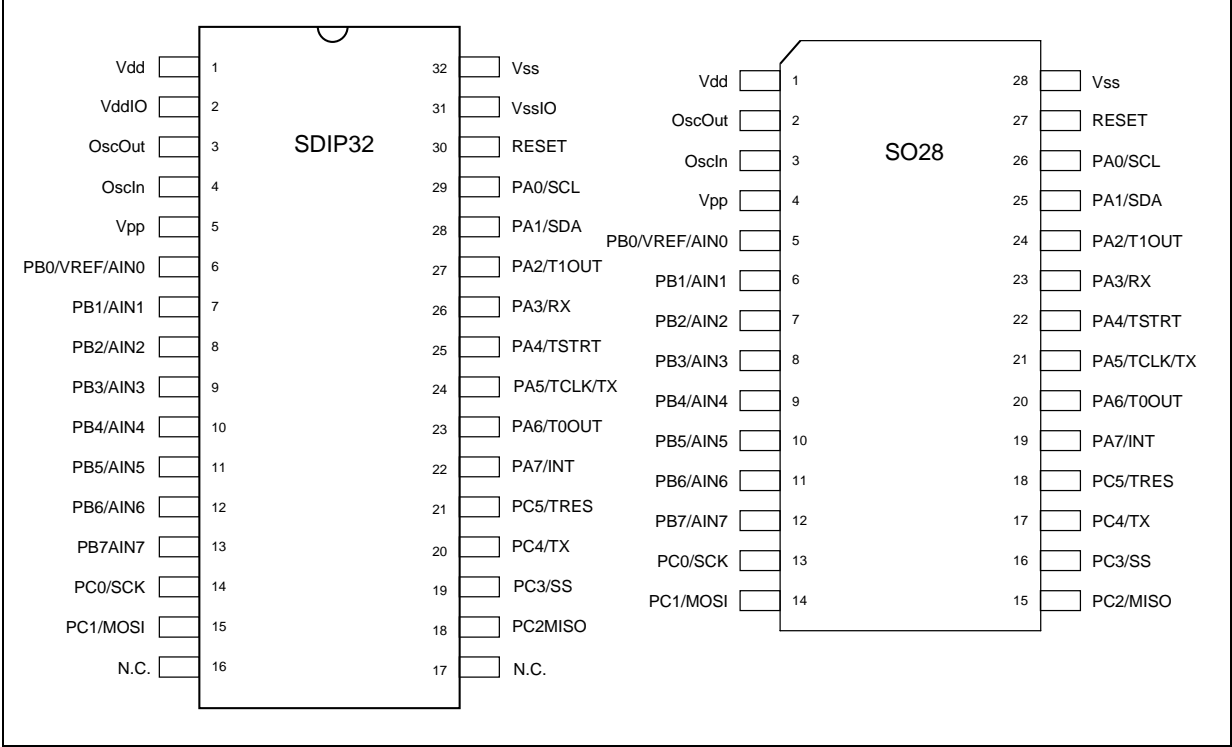 SDIP32
Vdd 1 32 Vss
VddIO 2 31 VssIO
OscOut 3 30 RESET
OscIn 4 29 PA0/SCL
Vpp 5 28 PA1/SDA
PB0/VREF/AIN0 6 27 PA2/T1OUT
PB1/AIN1 7 26 PA3/RX
PB2/AIN2 8 25 PA4/TSTRT
PB3/AIN3 9 24 PA5/TCLK/TX
PB4/AIN4 10 23 PA6/T0OUT
PB5/AIN5 11 22 PA7/INT
PB6/AIN6 12 21 PC5/TRES
PB7AIN7 13 20 PC4/TX
PC0/SCK 14 19 PC3/SS
PC1/MOSI 15 18 PC2MISO
N.C. 16 17 N.C.
SO28
Vdd 1 28 Vss
OscOut 2 27 RESET
OscIn 3 26 PA0/SCL
Vpp 4 25 PA1/SDA
PB0/VREF/AIN0 5 24 PA2/T1OUT
PB1/AIN1 6 23 PA3/RX
PB2/AIN2 7 22 PA4/TSTRT
PB3/AIN3 8 21 PA5/TCLK/TX
PB4/AIN4 9 20 PA6/T0OUT
PB5/AIN5 10 19 PA7/INT
PB6/AIN6 11 18 PC5/TRES
PB7/AIN7 12 17 PC4/TX
PC0/SCK 13 16 PC3/SS
PC1/MOSI 14 15 PC2/MISO